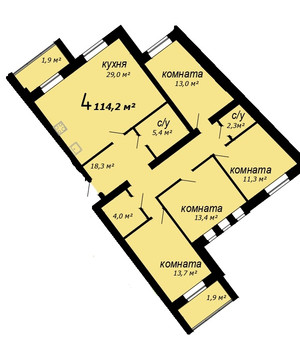 1,9 м²
кухня
29,0 м²
комната
13,0 м²
4 114,2 м²
с/у
5,4 м²
с/у
2,3м²
18,3 м²
комната
11,3 м²
4,0 м²
комната
13,4 м²
комната
13,7 м²
1,9 м²